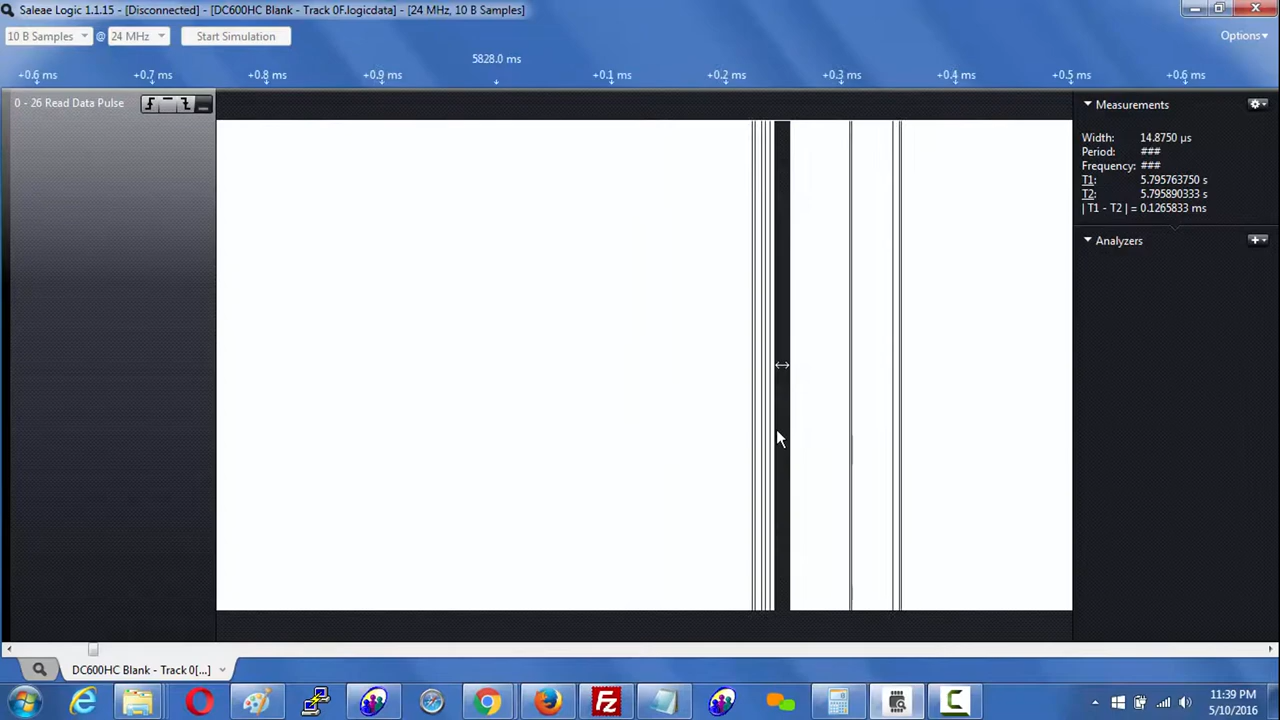 Saleae Logic 1.1.15 - [Disconnected] - [DC600HC Blank - Track 0F.logicdata] - [24 MHz, 10 B Samples]
10 B Samples @ 24 MHz Start Simulation Options
5828.0 ms
+0.6 ms +0.7 ms +0.8 ms +0.9 ms +0.1 ms +0.2 ms +0.3 ms +0.4 ms +0.5 ms +0.6 ms
0 - 26 Read Data Pulse
Measurements
Width: 14.8750 µs
Period: ###
Frequency: ###
T1: 5.795763750 s
T2: 5.795890333 s
| T1 - T2 | = 0.1265833 ms
Analyzers
DC600HC Blank - Track 0[...]
11:39 PM
5/10/2016